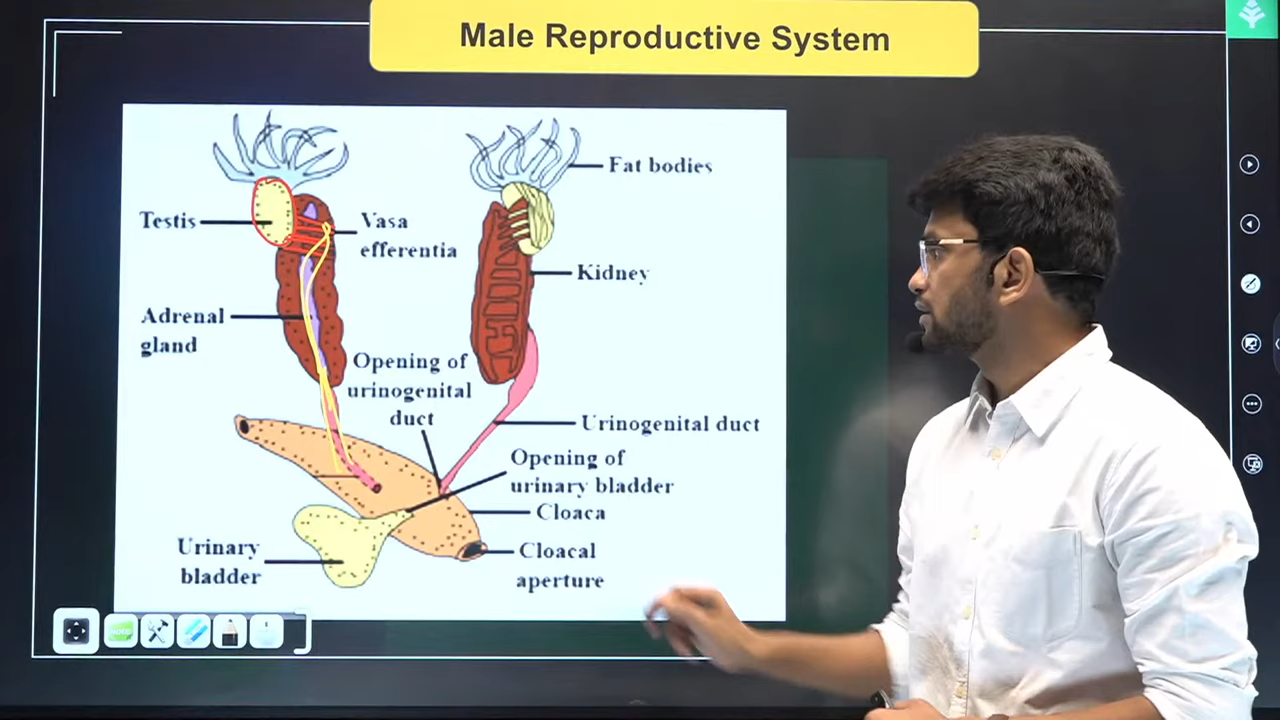 Male Reproductive System
Fat bodies
Testis
Vasa
efferentia
Kidney
Adrenal
gland
Opening of
urinogenital
duct
Urinogenital duct
Opening of
urinary bladder
Cloaca
Urinary
bladder
Cloacal
aperture